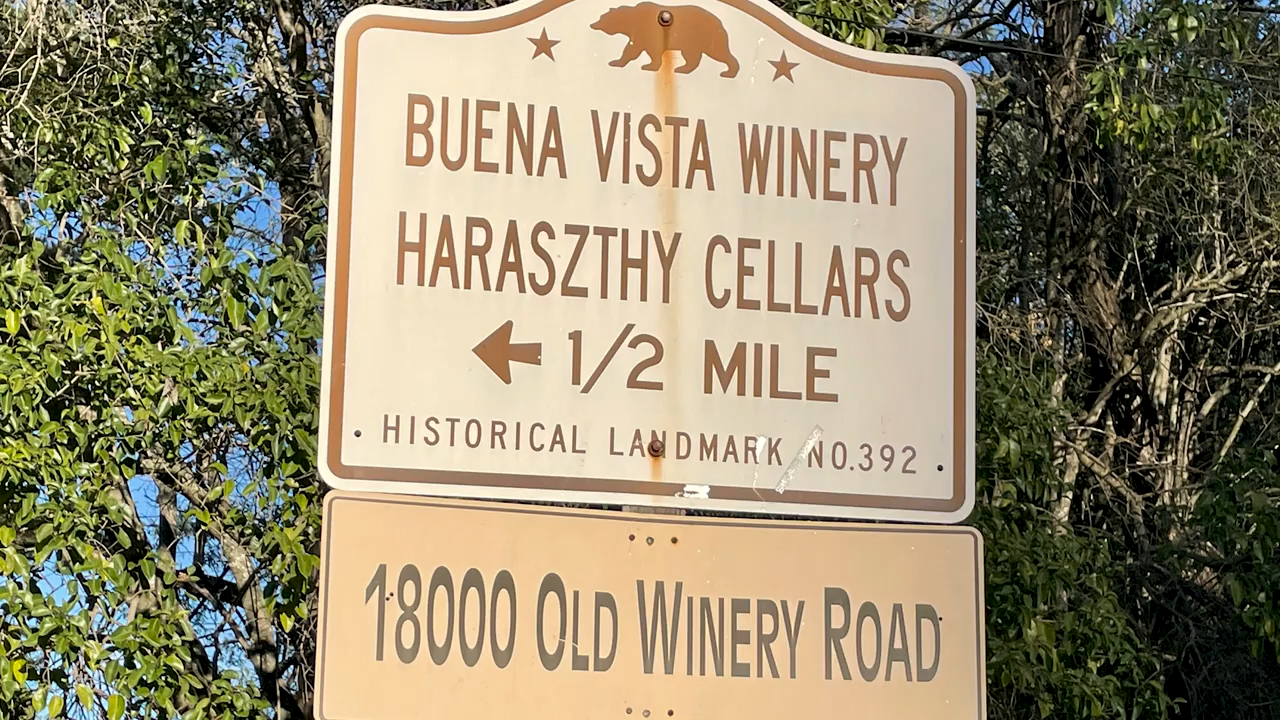 BUENA VISTA WINERY
HARASZTHY CELLARS
← 1/2 MILE
HISTORICAL LANDMARK NO.392
18000 OLD WINERY ROAD